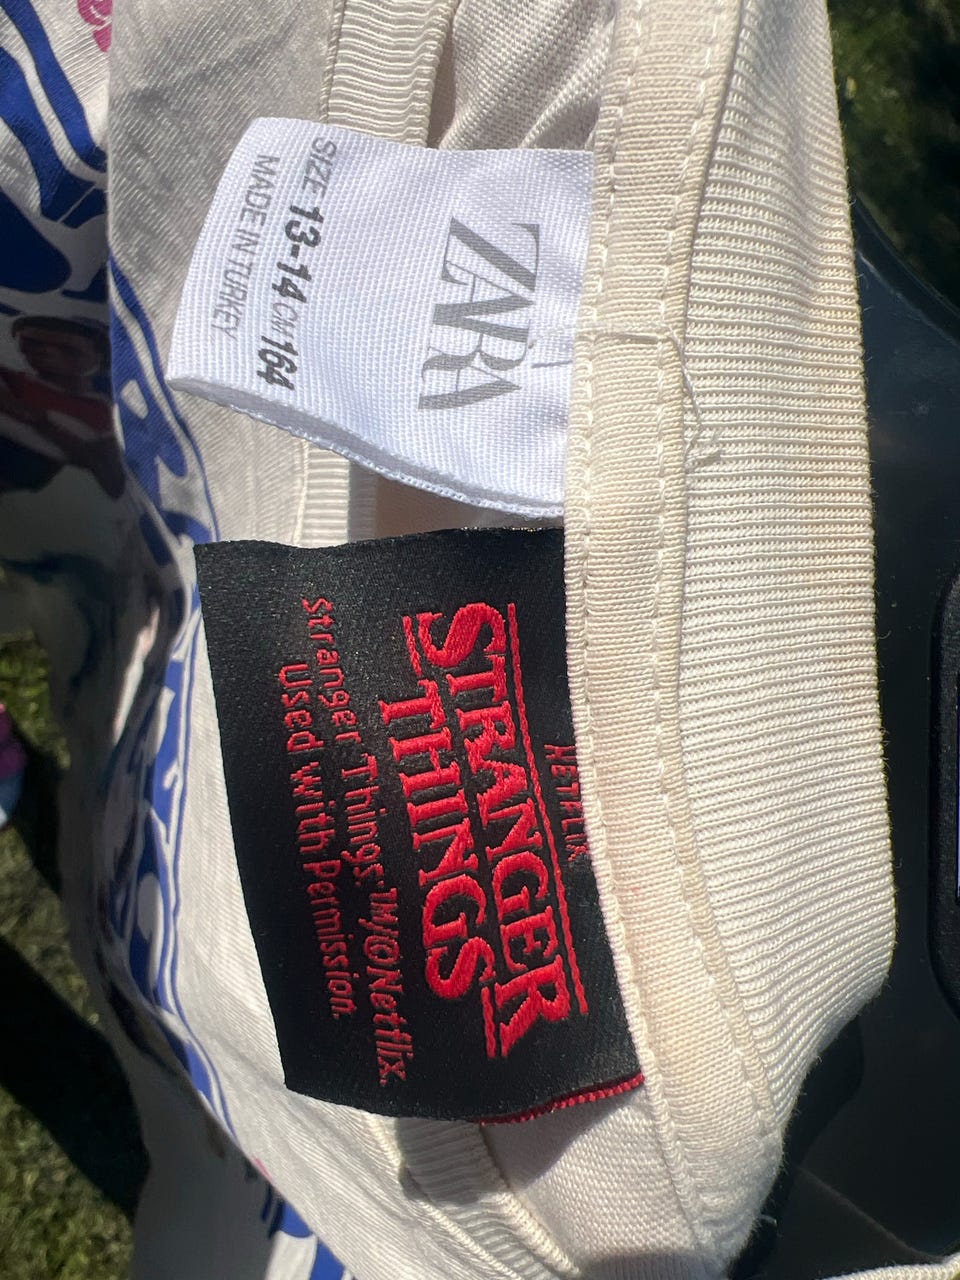 ZARA
SIZE 13-14 CM 164
MADE IN TURKEY
NETFLIX
STRANGER
THINGS
Stranger Things:TM/©Netflix.
Used with Permission.